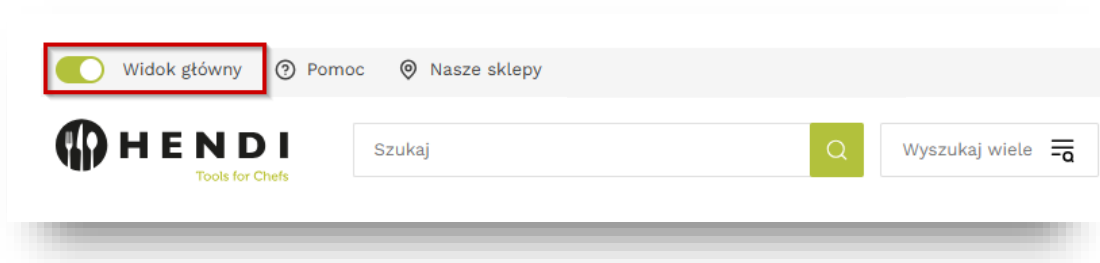 Widok główny Pomoc Nasze sklepy
HENDI Szukaj Wyszukaj wiele
Tools for Chefs